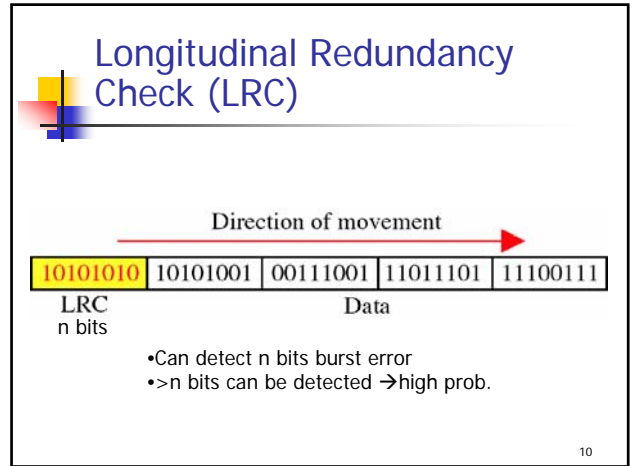 Longitudinal Redundancy
Check (LRC)
Direction of movement
10101010 10101001 00111001 11011101 11100111
LRC Data
n bits
•Can detect n bits burst error
•>n bits can be detected →high prob.
10